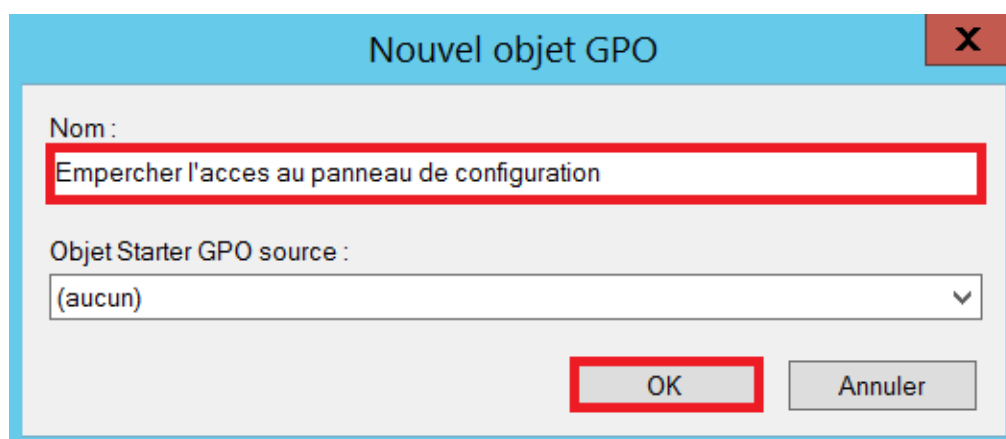 Nouvel objet GPO
X
Nom :
Empercher l'acces au panneau de configuration
Objet Starter GPO source :
(aucun)
OK
Annuler